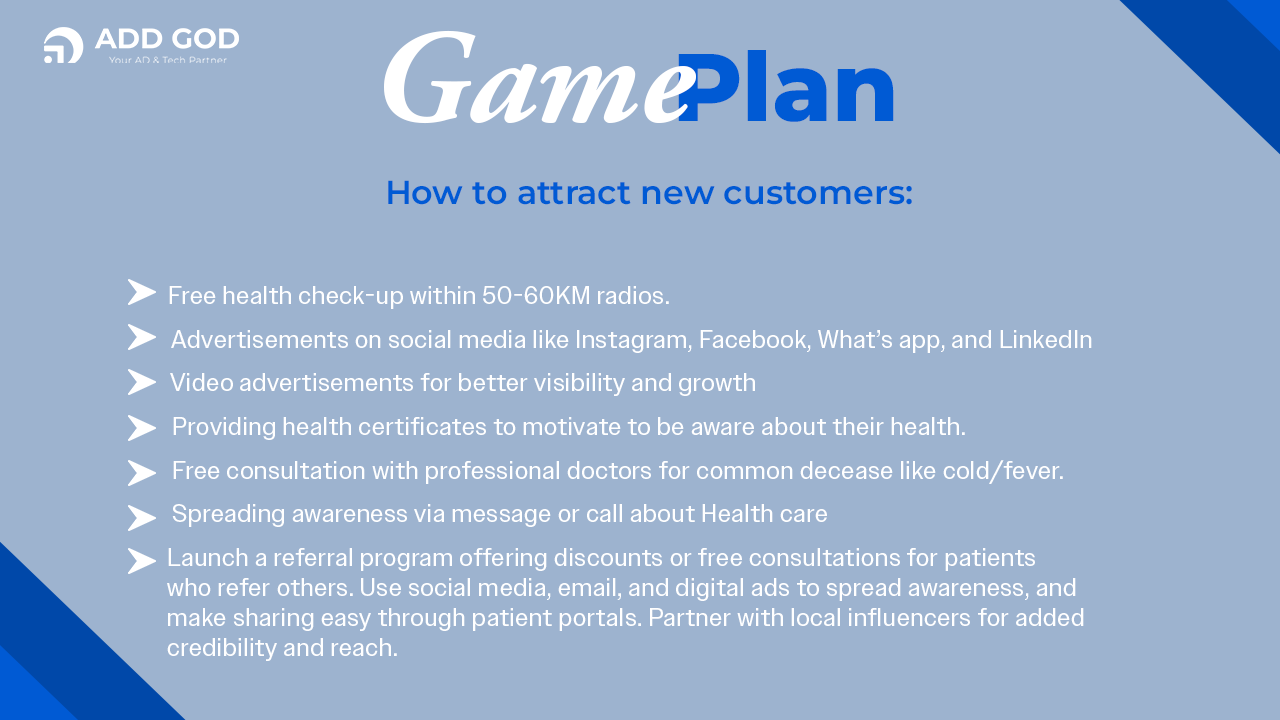 ADD GOD
Your AD & Tech Partner
Game Plan
How to attract new customers:
Free health check-up within 50-60KM radios.
Advertisements on social media like Instagram, Facebook, What's app, and LinkedIn
Video advertisements for better visibility and growth
Providing health certificates to motivate to be aware about their health.
Free consultation with professional doctors for common decease like cold/fever.
Spreading awareness via message or call about Health care
Launch a referral program offering discounts or free consultations for patients
who refer others. Use social media, email, and digital ads to spread awareness, and
make sharing easy through patient portals. Partner with local influencers for added
credibility and reach.